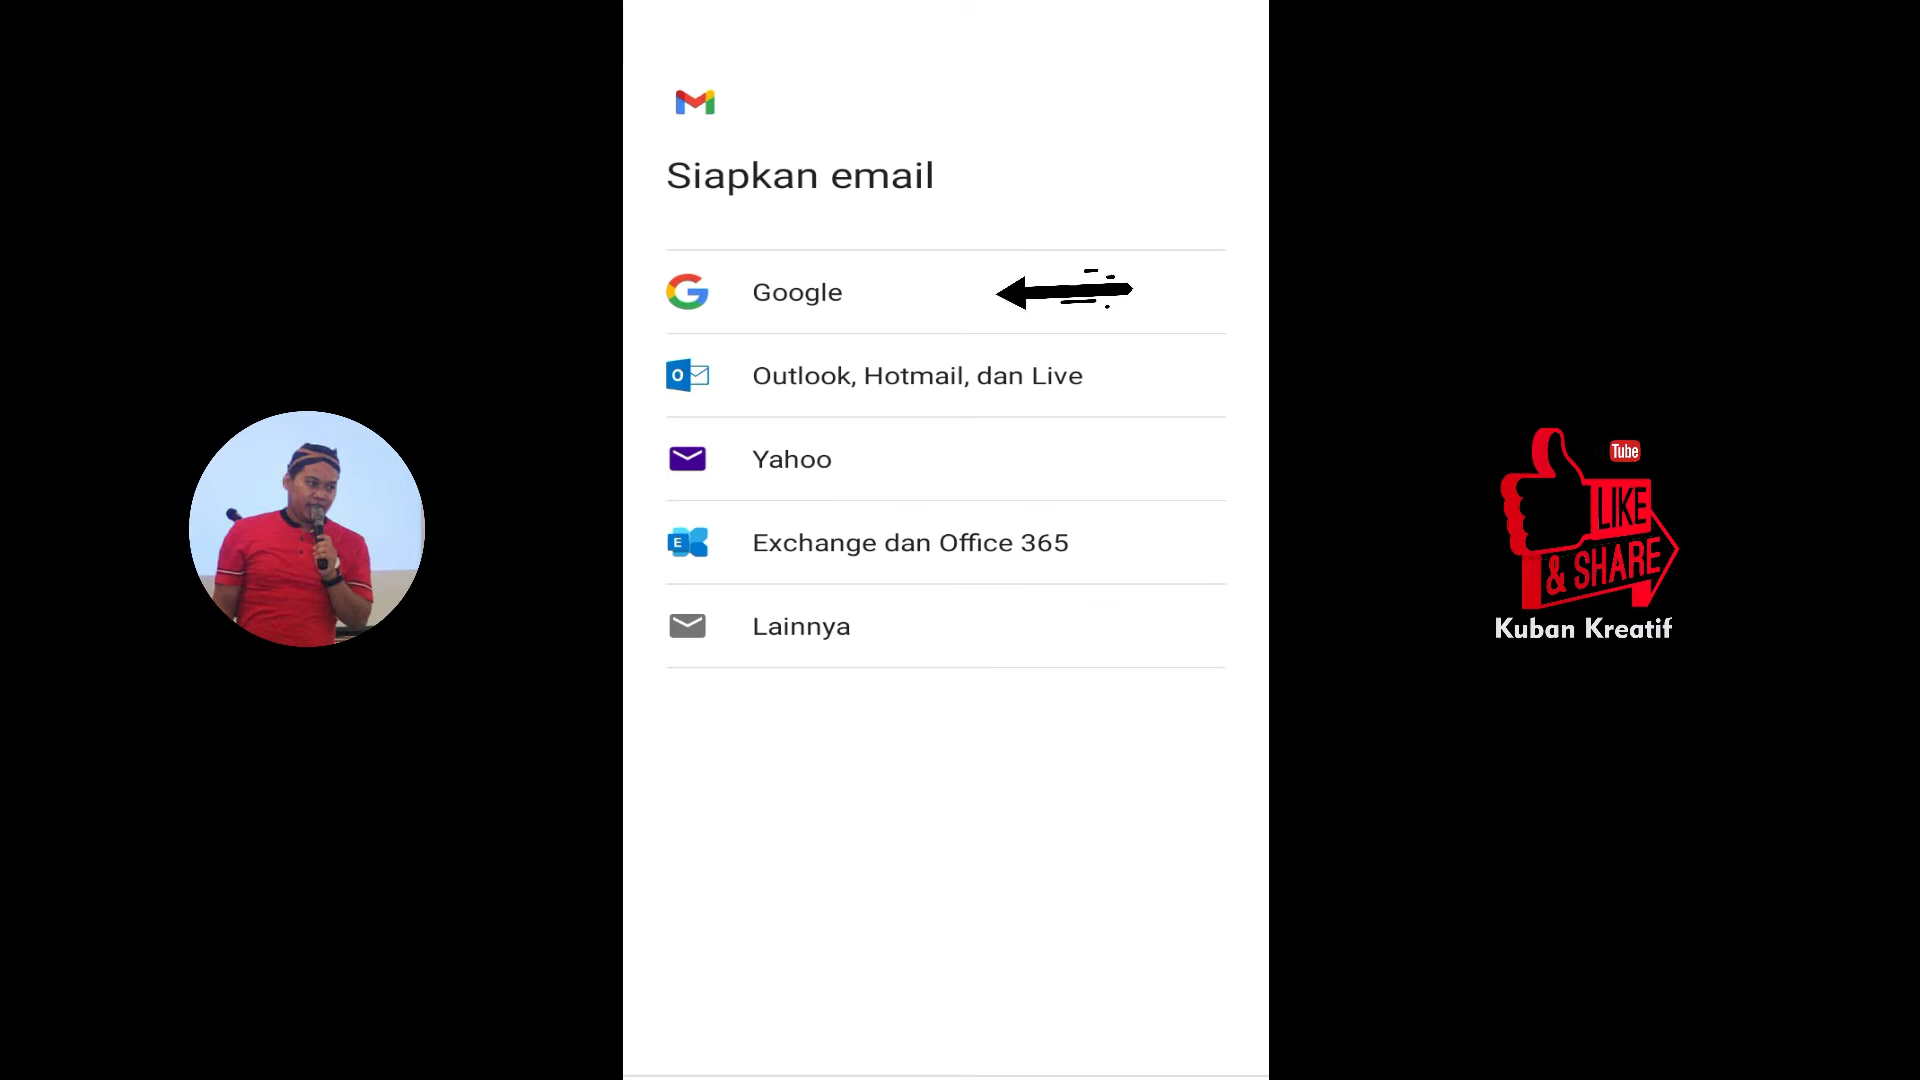 Siapkan email
Google
Outlook, Hotmail, dan Live
Yahoo
Exchange dan Office 365
Lainnya
Tube
LIKE
& SHARE
Kuban Kreatif